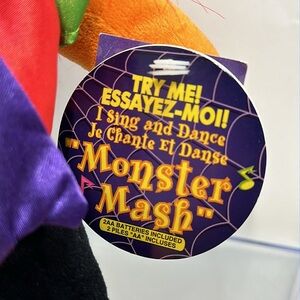 TRY ME!
ESSAYEZ-MOI!
I Sing and Dance
Je Chante Et Danse
"Monster
Mash"
2AA BATTERIES INCLUDED
2 PILES "AA" INCLUSES